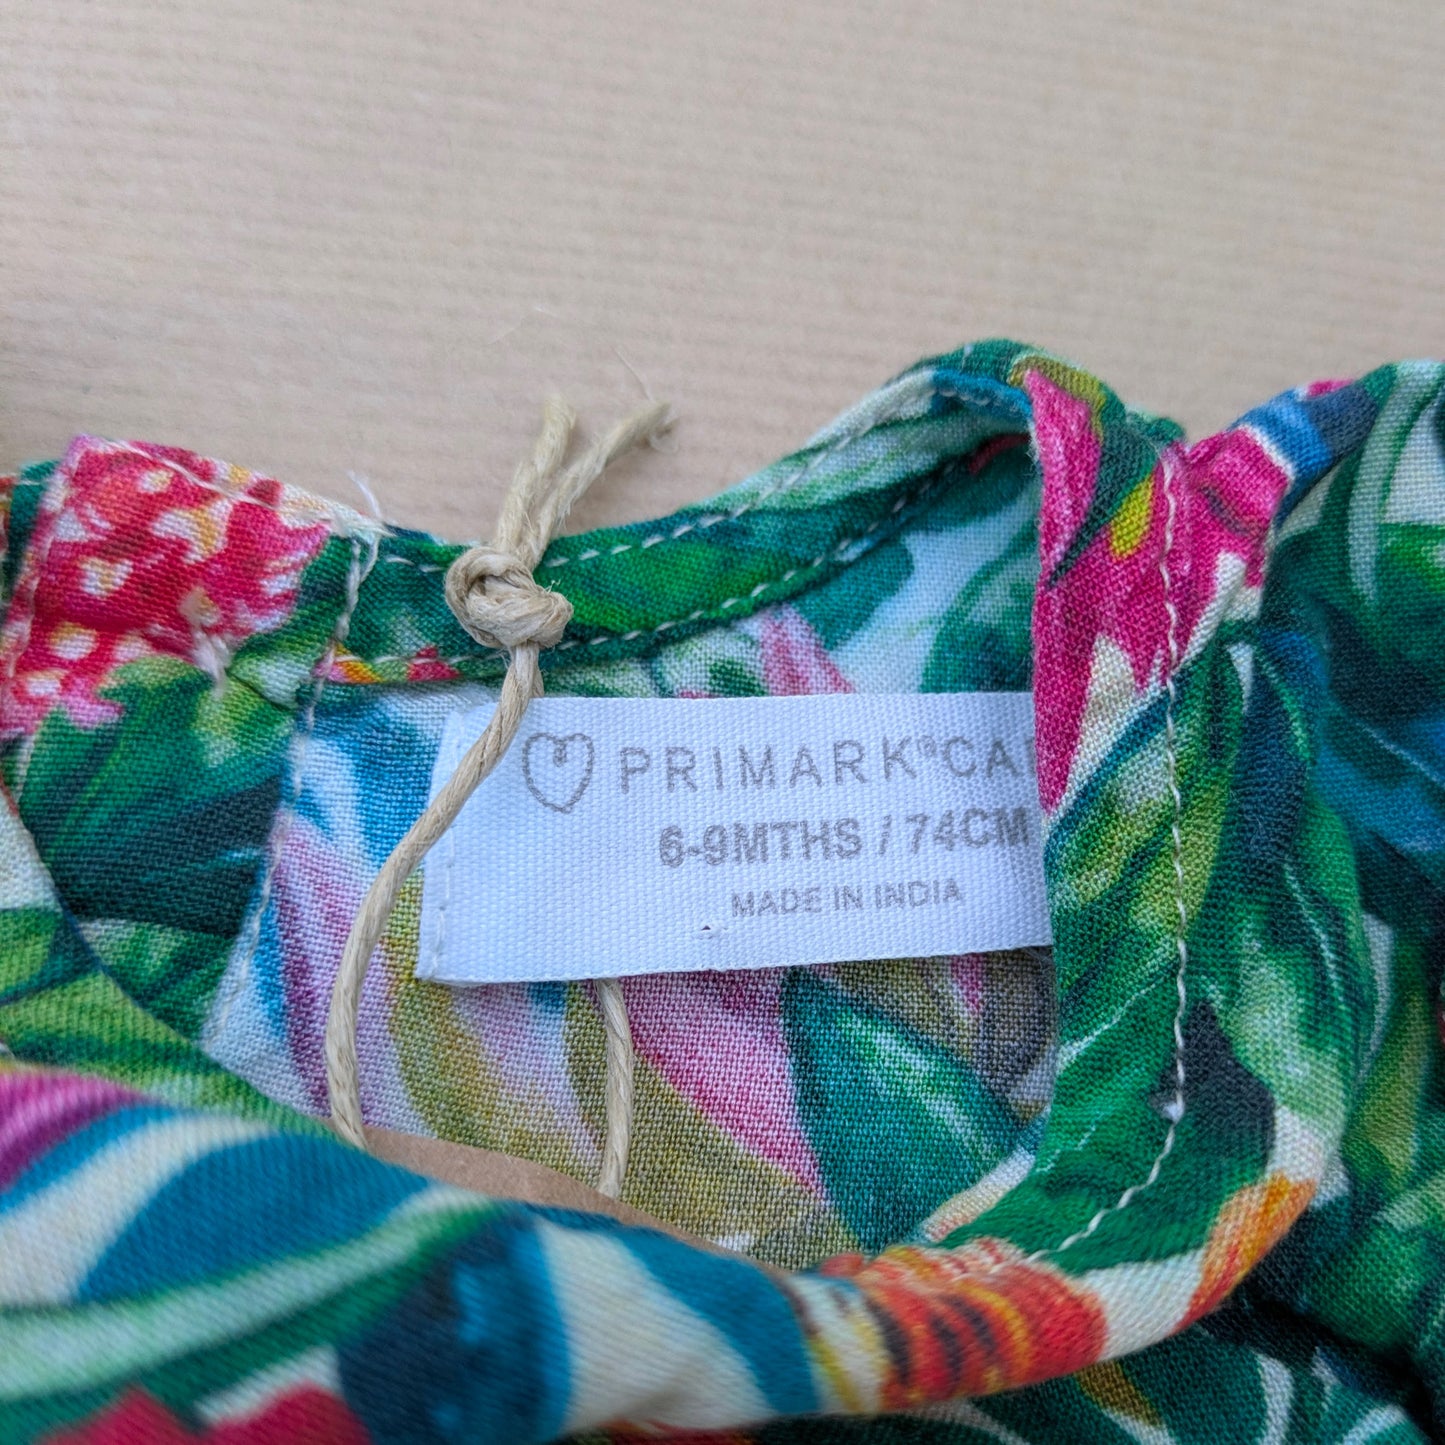 PRIMARK®CA
6-9MTHS / 74CM
MADE IN INDIA